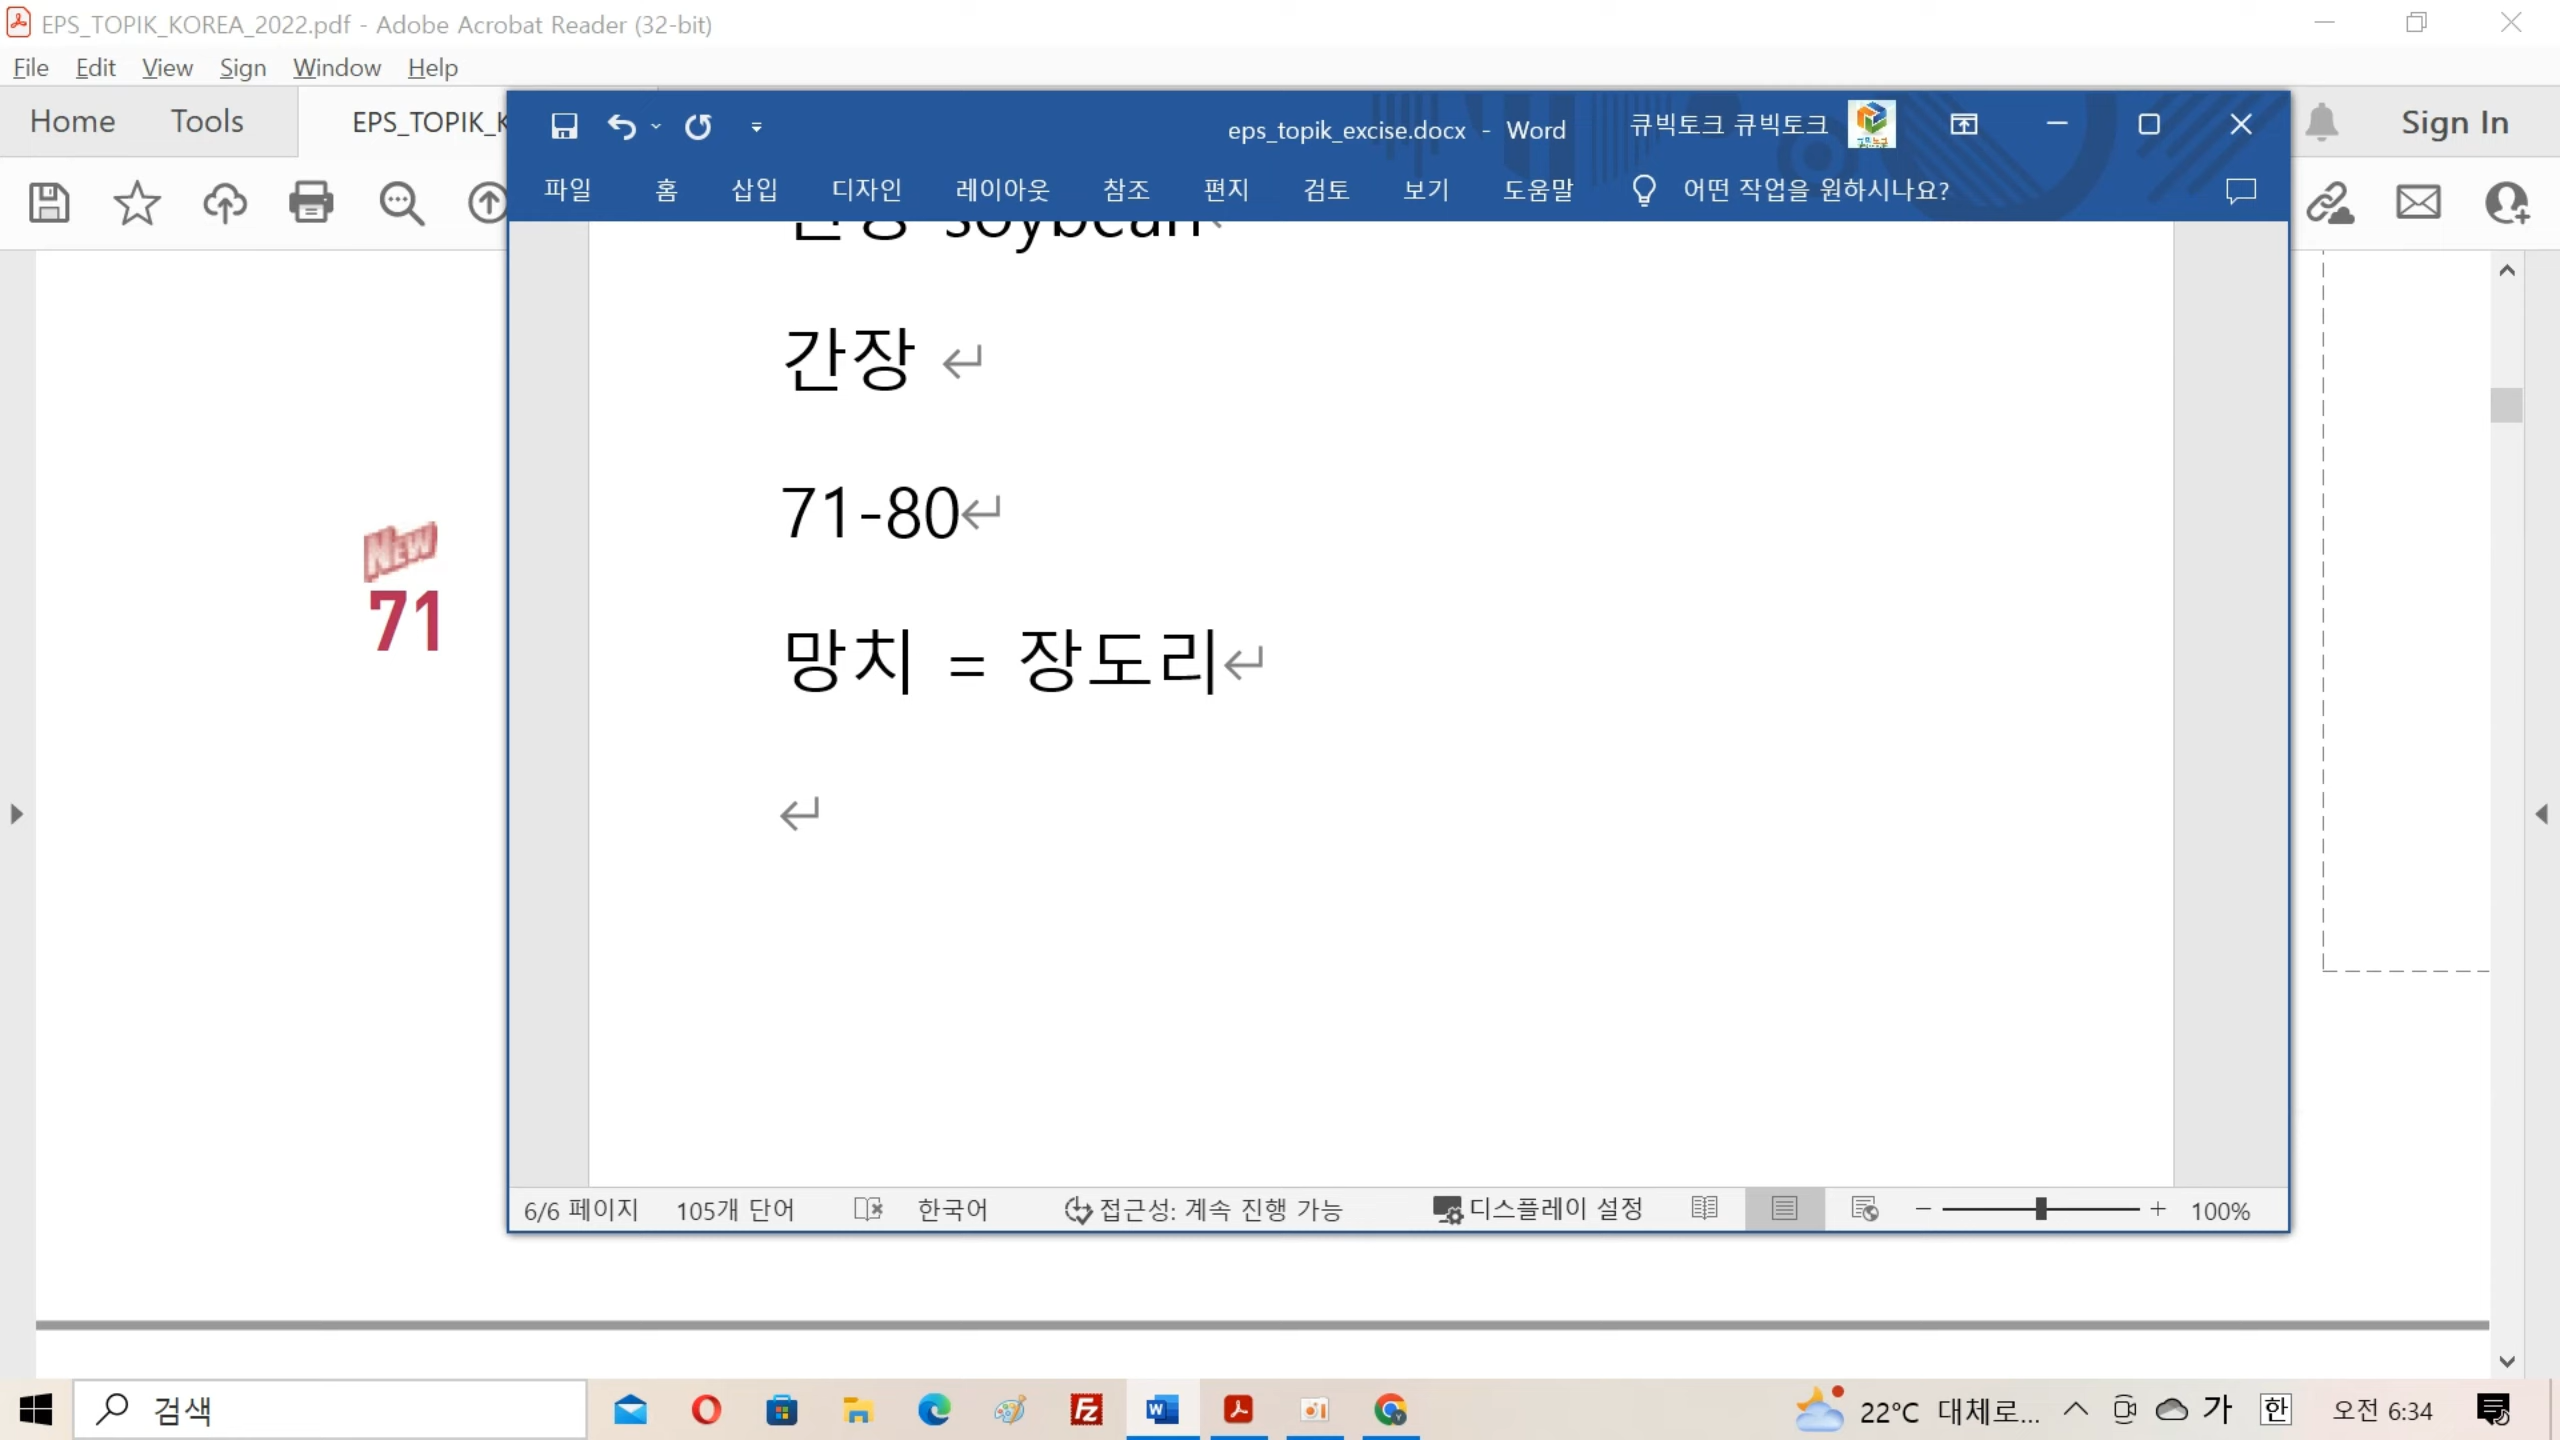 EPS_TOPIK_KOREA_2022.pdf - Adobe Acrobat Reader (32-bit)
File Edit View Sign Window Help
Home Tools EPS_TOPIK_K
eps_topik_excise.docx - Word 큐빅토크 큐빅토크
Sign In
파일 홈 삽입 디자인 레이아웃 참조 편지 검토 보기 도움말 어떤 작업을 원하시나요?
soybean
간장
71-80
NEW
71
망치 = 장도리
6/6 페이지 105개 단어 한국어 접근성: 계속 진행 가능 디스플레이 설정 100%
검색 22°C 대체로... 가 한 오전 6:34